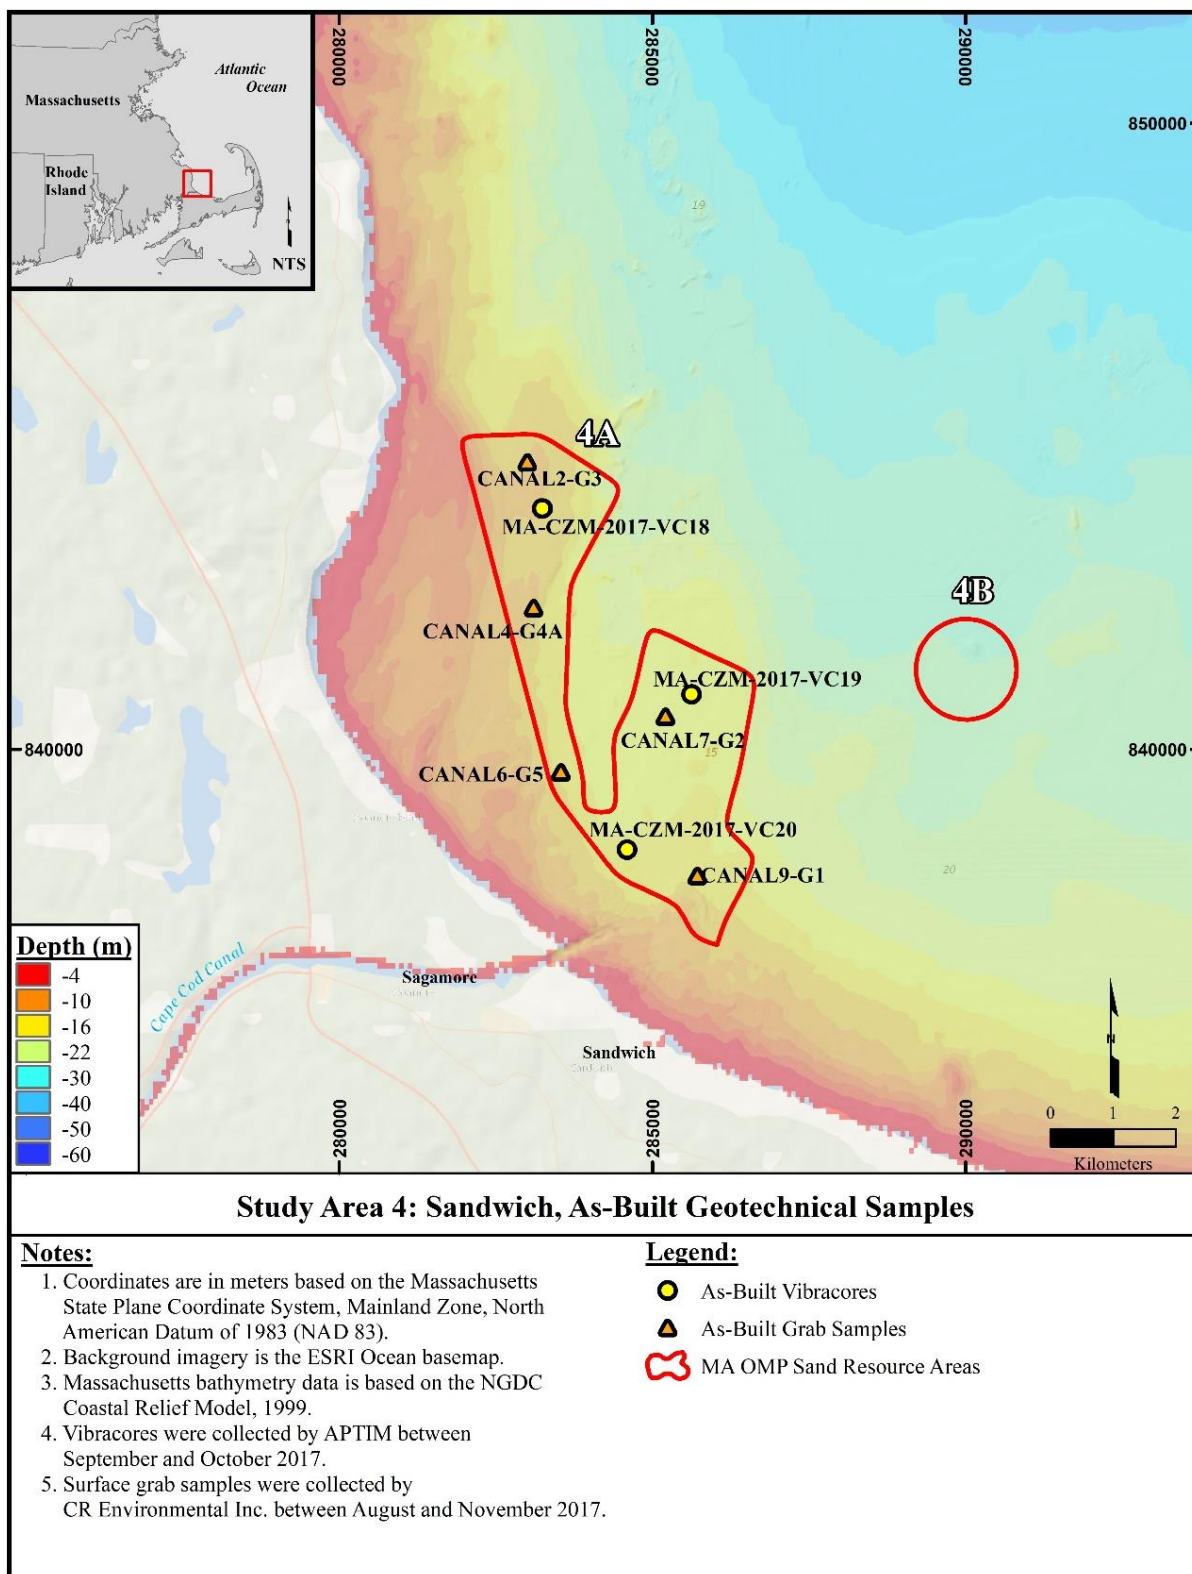 280000
285000
290000
Atlantic
Ocean
Massachusetts
Rhode
Island
NTS
850000
19
4A
CANAL2-G3
MA-CZM-2017-VC18
4B
CANAL4-G4A
MA-CZM-2017-VC19
CANAL7-G2
840000
840000
15
CANAL6-G5
MA-CZM-2017-VC20
CANAL9-G1
20
Depth (m)
-4
-10
-16
-22
-30
-40
-50
-60
Cape Cod Canal
Sagamore
Sandwich
Sandwich
N
280000
285000
290000
0 1 2
Kilometers
Study Area 4: Sandwich, As-Built Geotechnical Samples
Notes:
1. Coordinates are in meters based on the Massachusetts
State Plane Coordinate System, Mainland Zone, North
American Datum of 1983 (NAD 83).
2. Background imagery is the ESRI Ocean basemap.
3. Massachusetts bathymetry data is based on the NGDC
Coastal Relief Model, 1999.
4. Vibracores were collected by APTIM between
September and October 2017.
5. Surface grab samples were collected by
CR Environmental Inc. between August and November 2017.
Legend:
As-Built Vibracores
As-Built Grab Samples
MA OMP Sand Resource Areas